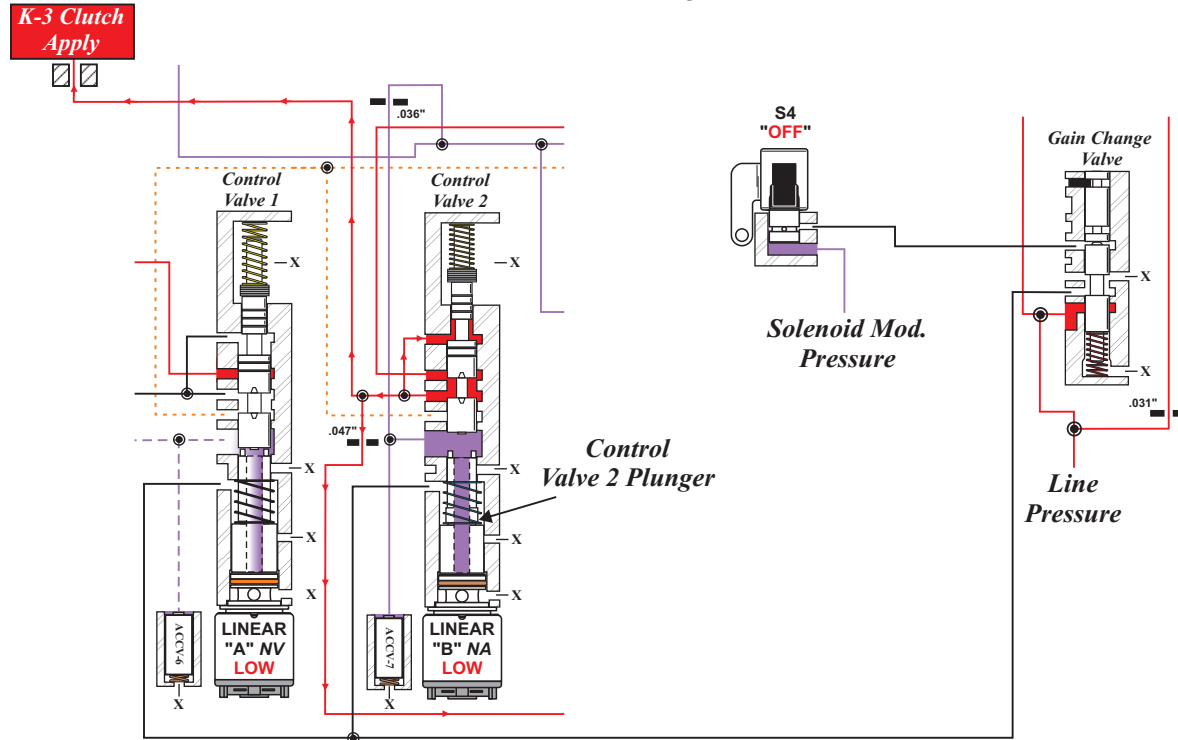 K-3 Clutch
Apply
.036"
S4
"OFF"
Gain Change
Valve
Control
Valve 1
Control
Valve 2
X
X
X
Solenoid Mod.
Pressure
X
.031"
.047"
Control
Valve 2 Plunger
X
X
Line
Pressure
X
X
X
X
ACCV-6
LINEAR
"A" NV
LOW
ACCV-7
LINEAR
"B" NA
LOW
X
X